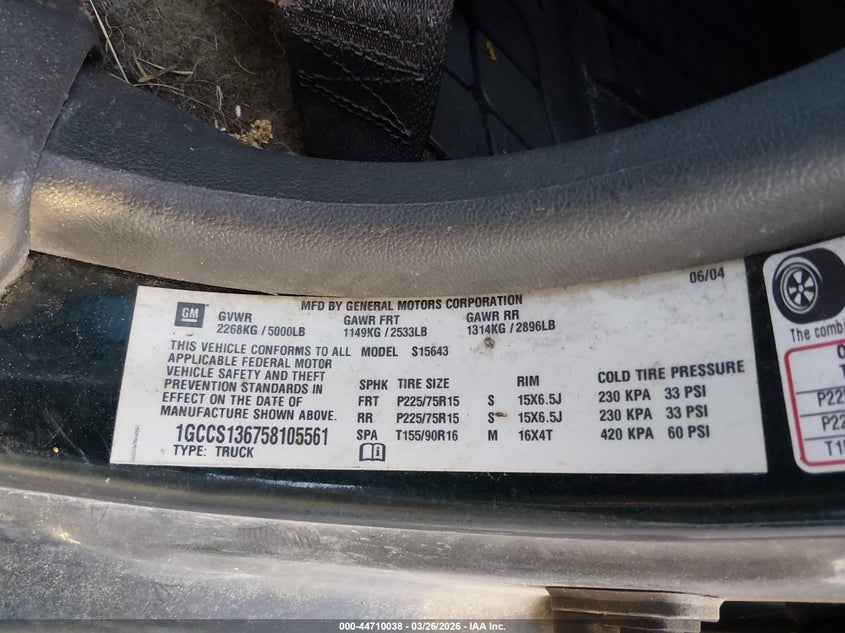 06/04
MFD BY GENERAL MOTORS CORPORATION
GM
GVWR GAWR FRT GAWR RR
2268KG / 5000LB 1149KG / 2533LB 1314KG / 2896LB
THIS VEHICLE CONFORMS TO ALL MODEL S15643
APPLICABLE FEDERAL MOTOR
VEHICLE SAFETY AND THEFT
PREVENTION STANDARDS IN
EFFECT ON THE DATE OF
MANUFACTURE SHOWN ABOVE.
SPHK TIRE SIZE RIM COLD TIRE PRESSURE
FRT P225/75R15 S 15X6.5J 230 KPA 33 PSI
RR P225/75R15 S 15X6.5J 230 KPA 33 PSI
SPA T155/90R16 M 16X4T 420 KPA 60 PSI
1GCCS136758105561
TYPE: TRUCK
The combi
000-44710038 - 03/26/2026 - IAA Inc.